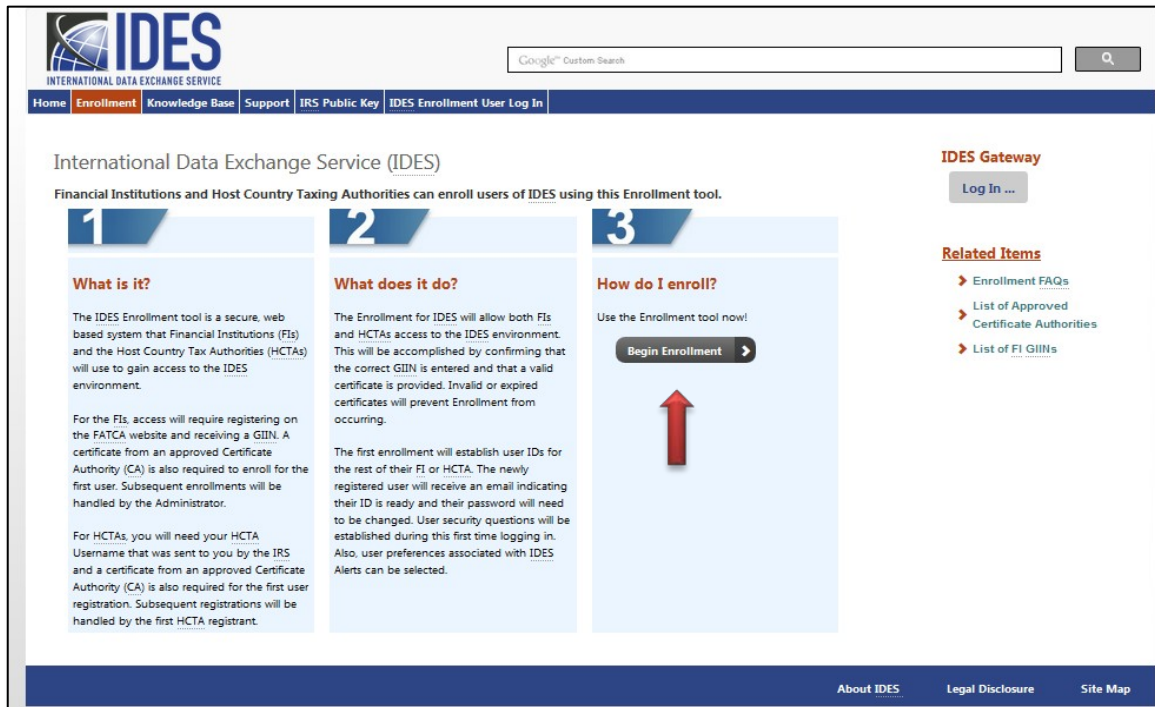 IDES
INTERNATIONAL DATA EXCHANGE SERVICE
Google™ Custom Search
Home Enrollment Knowledge Base Support IRS Public Key IDES Enrollment User Log In
International Data Exchange Service (IDES)
Financial Institutions and Host Country Taxing Authorities can enroll users of IDES using this Enrollment tool.
1
What is it?
The IDES Enrollment tool is a secure, web
based system that Financial Institutions (FIs)
and the Host Country Tax Authorities (HCTAs)
will use to gain access to the IDES
environment.
For the FIs, access will require registering on
the FATCA website and receiving a GIIN. A
certificate from an approved Certificate
Authority (CA) is also required to enroll for the
first user. Subsequent enrollments will be
handled by the Administrator.
For HCTAs, you will need your HCTA
Username that was sent to you by the IRS
and a certificate from an approved Certificate
Authority (CA) is also required for the first user
registration. Subsequent registrations will be
handled by the first HCTA registrant.
2
What does it do?
The Enrollment for IDES will allow both FIs
and HCTAs access to the IDES environment.
This will be accomplished by confirming that
the correct GIIN is entered and that a valid
certificate is provided. Invalid or expired
certificates will prevent Enrollment from
occurring.
The first enrollment will establish user IDs for
the rest of their FI or HCTA. The newly
registered user will receive an email indicating
their ID is ready and their password will need
to be changed. User security questions will be
established during this first time logging in.
Also, user preferences associated with IDES
Alerts can be selected.
3
How do I enroll?
Use the Enrollment tool now!
Begin Enrollment
IDES Gateway
Log In ...
Related Items
Enrollment FAQs
List of Approved
Certificate Authorities
List of FI GIINs
About IDES Legal Disclosure Site Map